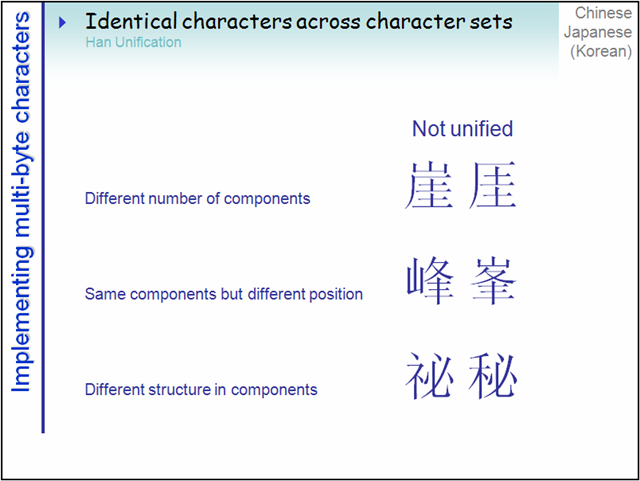 Implementing multi-byte characters
Identical characters across character sets
Han Unification
Chinese
Japanese
(Korean)
Not unified
Different number of components
崖 厓
Same components but different position
峰 峯
Different structure in components
祕 秘